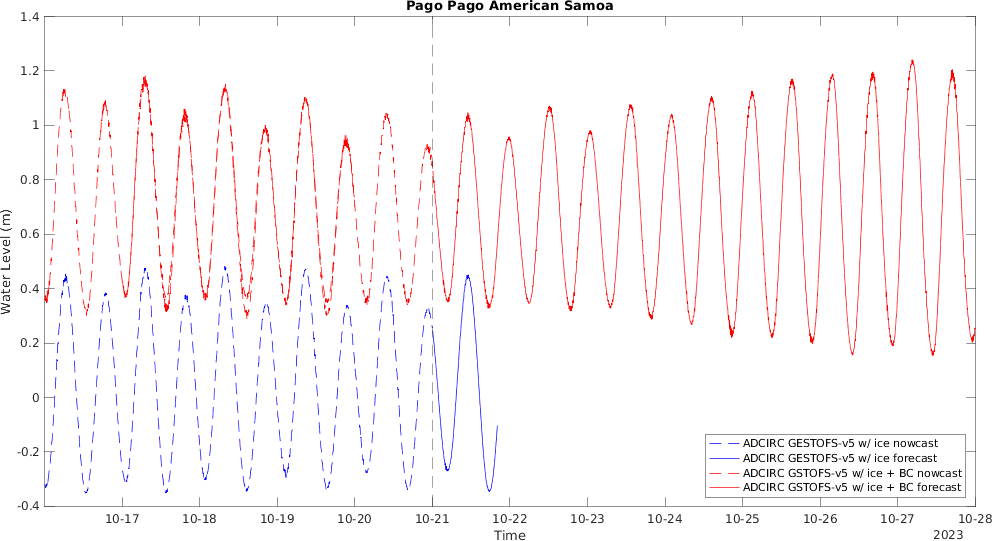 Pago Pago American Samoa
1.4
1.2
1
0.8
0.6
0.4
0.2
0
-0.2
-0.4
Water Level (m)
10-17 10-18 10-19 10-20 10-21 10-22 10-23 10-24 10-25 10-26 10-27 10-28
Time
2023
ADCIRC GESTOFS-v5 w/ ice nowcast
ADCIRC GESTOFS-v5 w/ ice forecast
ADCIRC GSTOFS-v5 w/ ice + BC nowcast
ADCIRC GSTOFS-v5 w/ ice + BC forecast